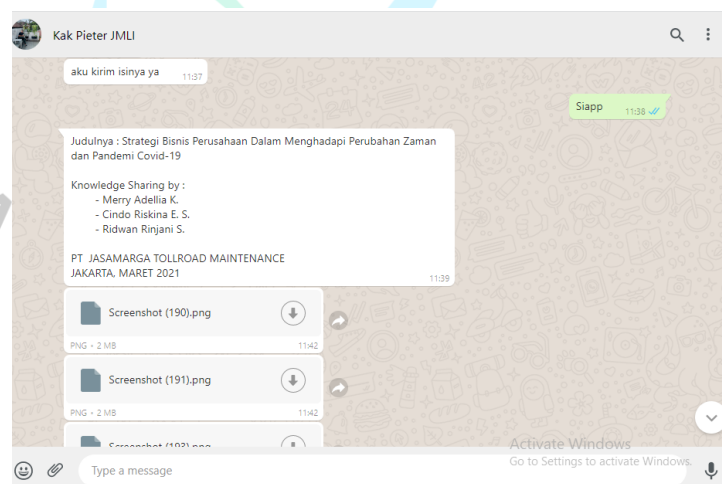 Kak Pieter JMLI
aku kirim isinya ya
11:37
Siapp
11:38
Judulnya : Strategi Bisnis Perusahaan Dalam Menghadapi Perubahan Zaman
dan Pandemi Covid-19
Knowledge Sharing by :
- Merry Adellia K.
- Cindo Riskina E. S.
- Ridwan Rinjani S.
PT JASAMARGA TOLLROAD MAINTENANCE
JAKARTA, MARET 2021
11:39
Screenshot (190).png
PNG • 2 MB
11:42
Screenshot (191).png
PNG • 2 MB
11:42
Activate Windows
Go to Settings to activate Windows.
Type a message